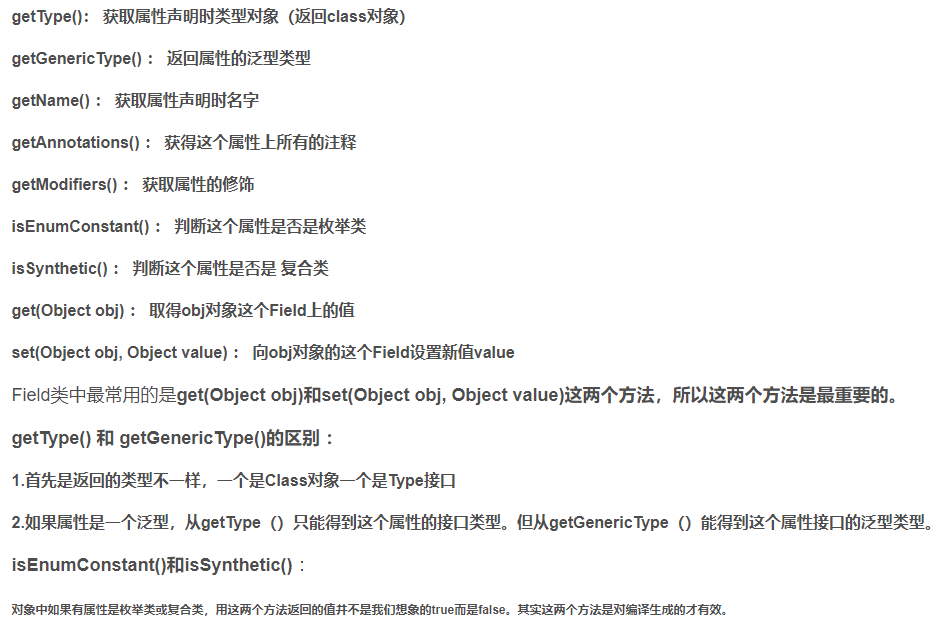 getType()： 获取属性声明时类型对象（返回class对象）
getGenericType() ： 返回属性的泛型类型
getName() ： 获取属性声明时名字
getAnnotations() ： 获得这个属性上所有的注释
getModifiers() ： 获取属性的修饰
isEnumConstant() ： 判断这个属性是否是枚举类
isSynthetic() ： 判断这个属性是否是 复合类
get(Object obj) ： 取得obj对象这个Field上的值
set(Object obj, Object value) ： 向obj对象的这个Field设置新值value
Field类中最常用的是get(Object obj)和set(Object obj, Object value)这两个方法，所以这两个方法是最重要的。
getType() 和 getGenericType()的区别 ：
1.首先是返回的类型不一样，一个是Class对象一个是Type接口
2.如果属性是一个泛型，从getType（）只能得到这个属性的接口类型。但从getGenericType（）能得到这个属性接口的泛型类型。
isEnumConstant()和isSynthetic() ：
对象中如果有属性是枚举类或复合类，用这两个方法返回的值并不是我们想象的true而是false。其实这两个方法是对编译生成的才有效。